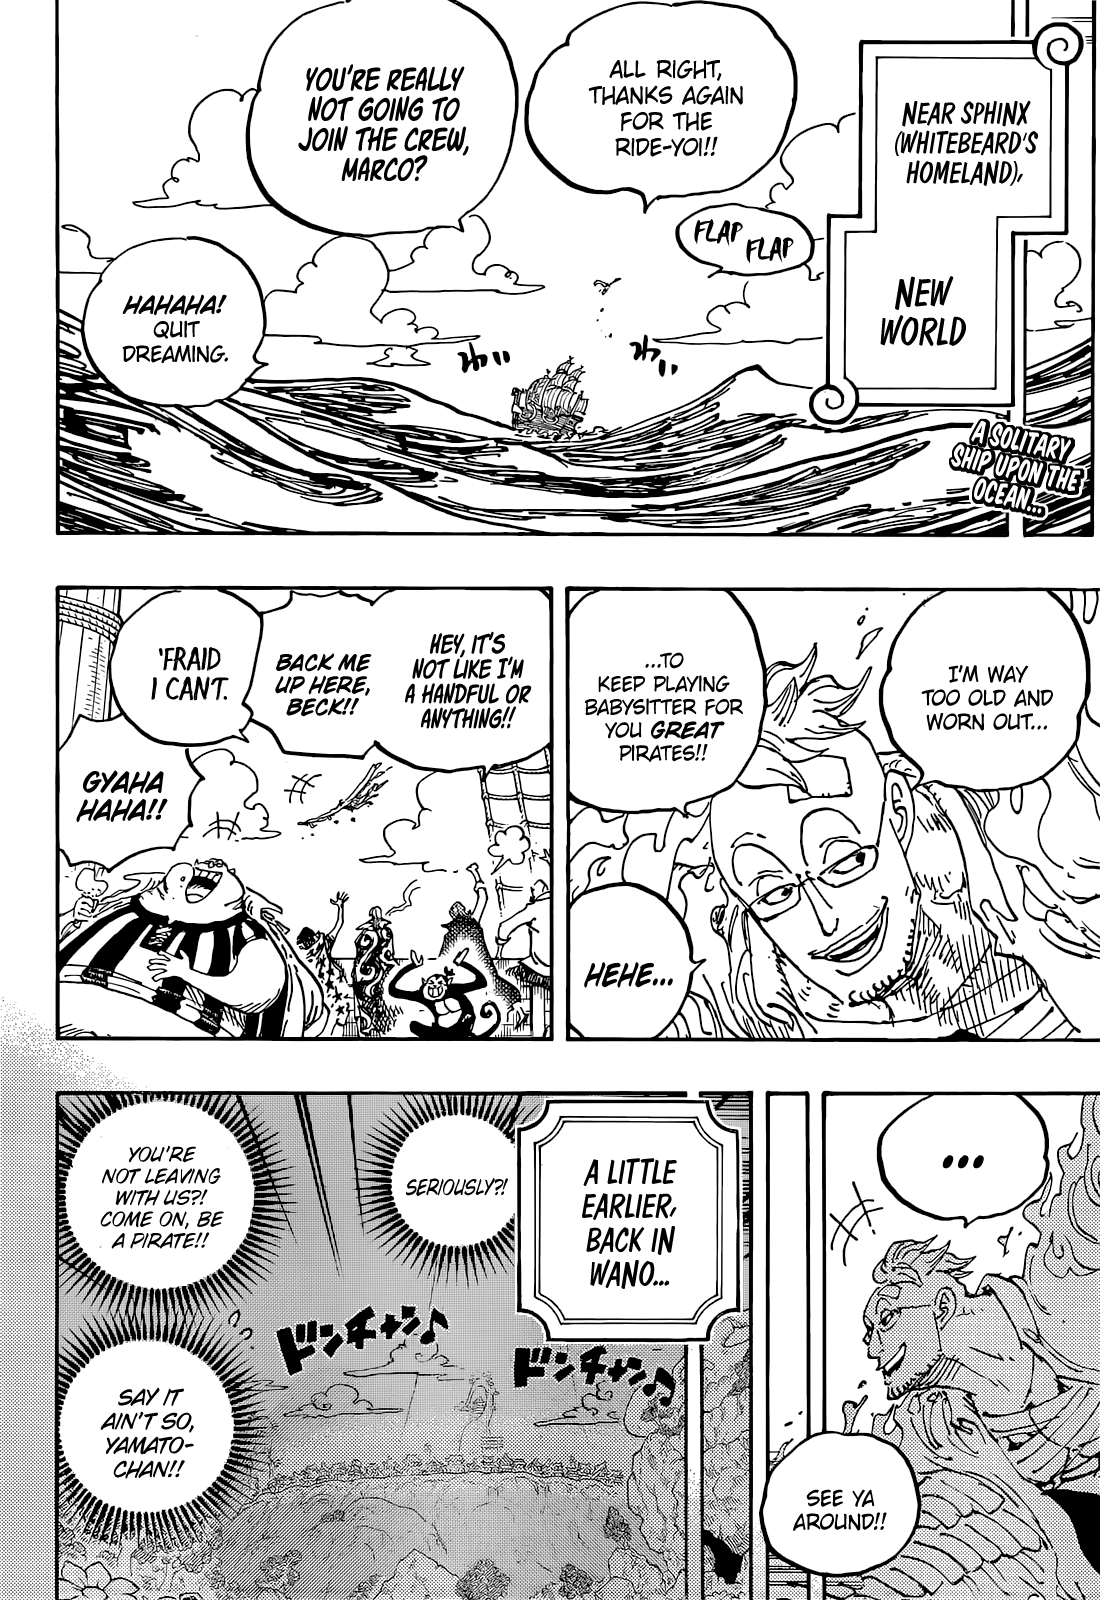 NEAR SPHINX
(WHITEBEARD'S
HOMELAND),
NEW
WORLD
A SOLITARY
SHIP UPON THE
OCEAN...
ALL RIGHT,
THANKS AGAIN
FOR THE
RIDE-YOI!!
FLAP
FLAP
YOU'RE REALLY
NOT GOING TO
JOIN THE CREW,
MARCO?
HAHAHA!
QUIT
DREAMING.
I'M WAY
TOO OLD AND
WORN OUT...
...TO
KEEP PLAYING
BABYSITTER FOR
YOU GREAT
PIRATES!!
HEHE...
HEY, IT'S
NOT LIKE I'M
A HANDFUL OR
ANYTHING!!
BACK ME
UP HERE,
BECK!!
'FRAID
I CAN'T.
GYAHA
HAHA!!
...
SEE YA
AROUND!!
A LITTLE
EARLIER,
BACK IN
WANO...
SERIOUSLY?!
YOU'RE
NOT LEAVING
WITH US?!
COME ON, BE
A PIRATE!!
ドンチャン♪
ドンチャン♪
SAY IT
AIN'T SO,
YAMATO-
CHAN!!